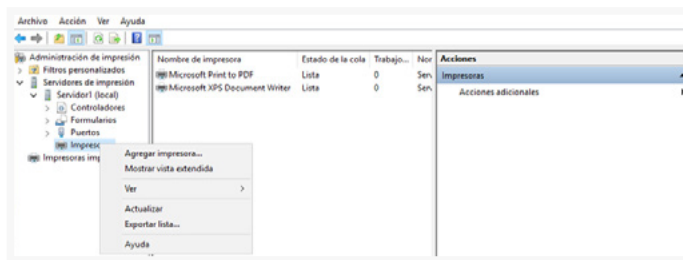 Archivo Acción Ver Ayuda
Administración de impresión
Filtros personalizados
Servidores de impresión
Servidor1 (local)
Controladores
Formularios
Puertos
Impreso
Impresoras imp
Nombre de impresora Estado de la cola Trabajo... Nor
Microsoft Print to PDF Lista 0 Serv
Microsoft XPS Document Writer Lista 0 Serv
Agregar impresora...
Mostrar vista extendida
Ver
Actualizar
Exportar lista...
Ayuda
Acciones
Impresoras
Acciones adicionales